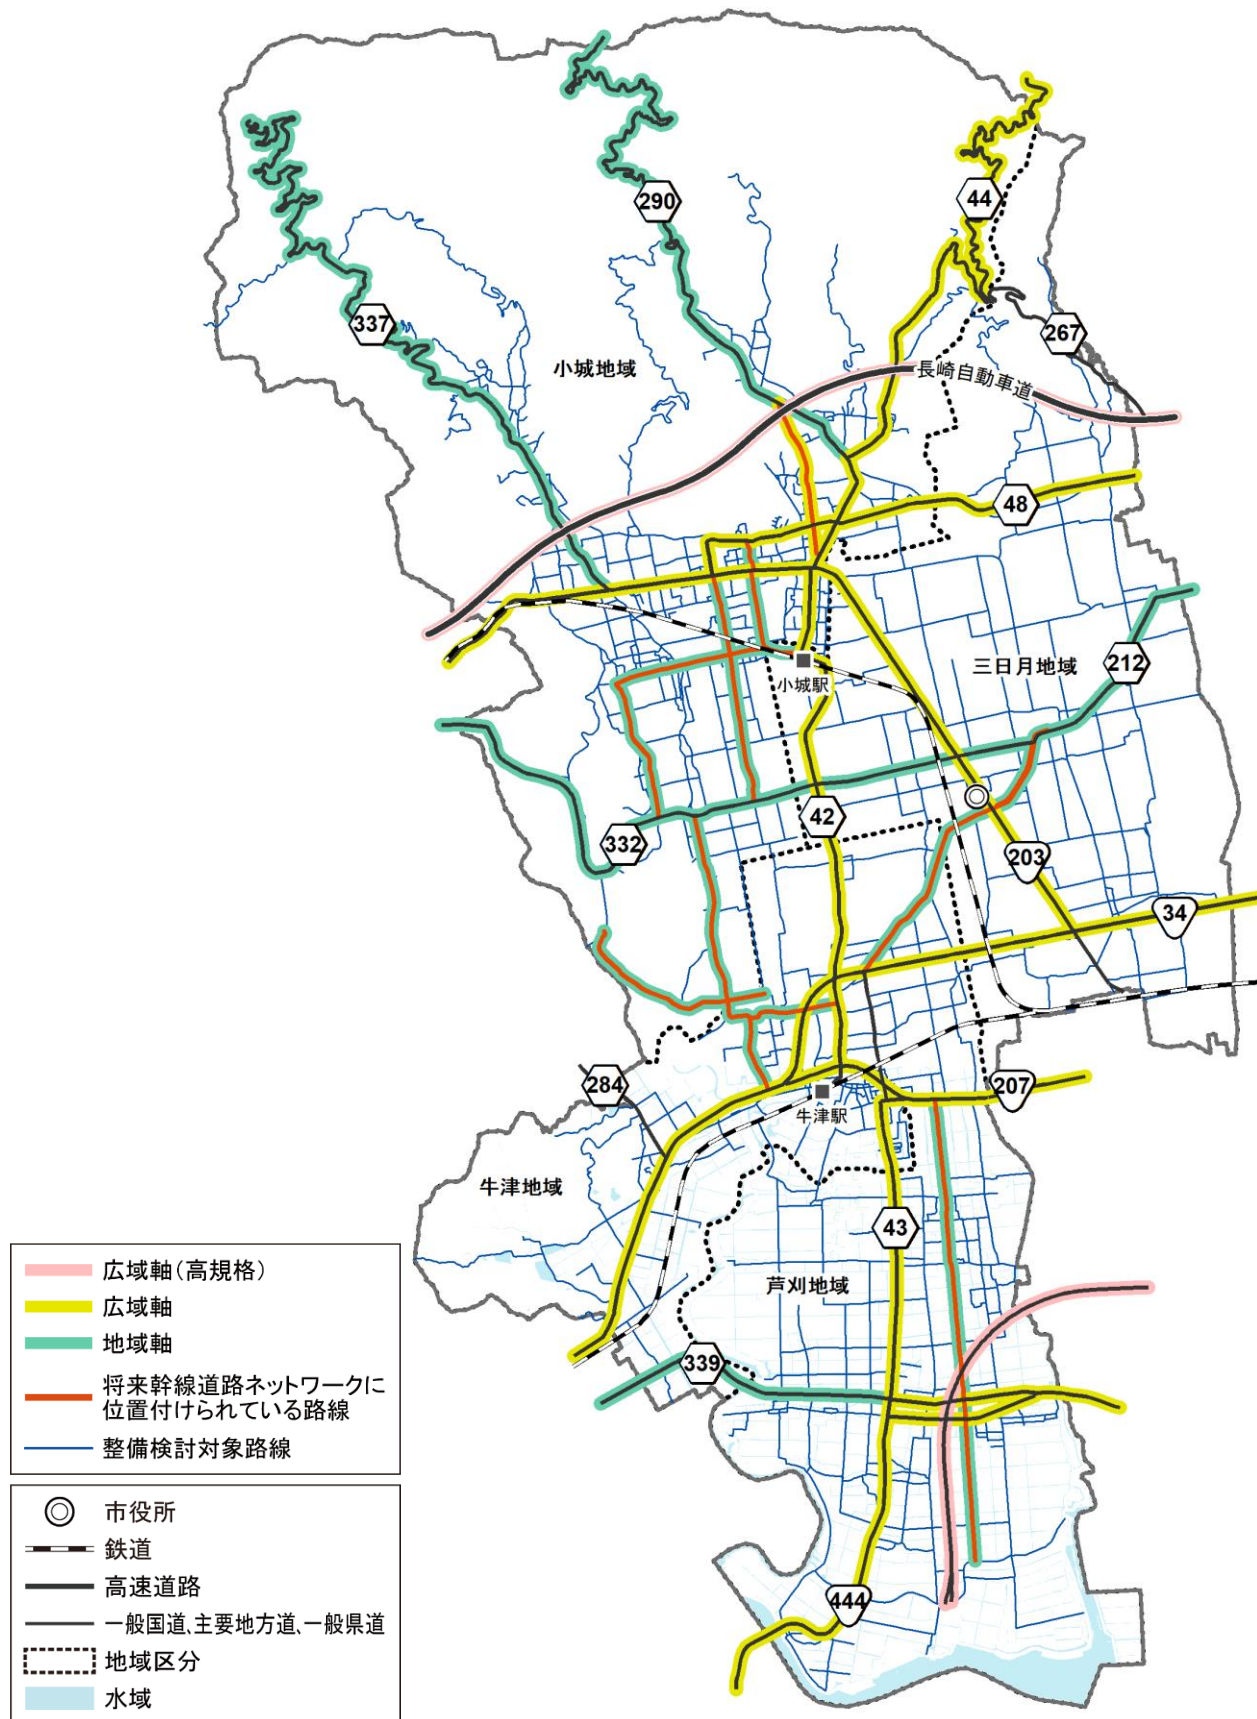 290
44
337
267
小城地域
長崎自動車道
48
三日月地域
212
小城駅
42
332
203
34
284
207
牛津駅
牛津地域
43
芦刈地域
339
444
広域軸（高規格）
広域軸
地域軸
将来幹線道路ネットワークに
位置付けられている路線
整備検討対象路線
市役所
鉄道
高速道路
一般国道、主要地方道、一般県道
地域区分
水域